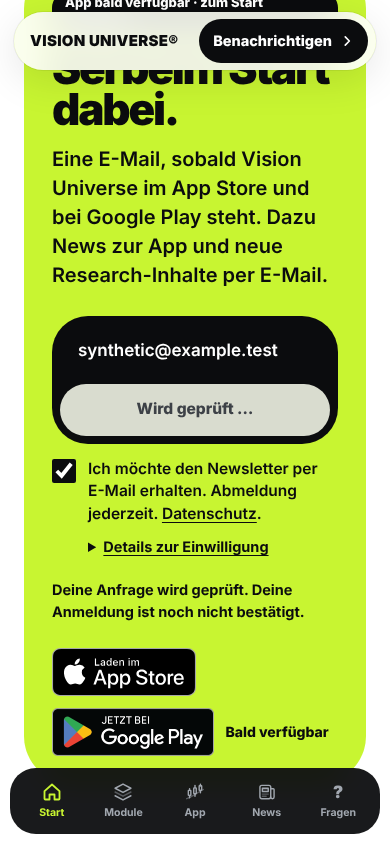 App bald verfügbar · zum Start
VISION UNIVERSE®
Benachrichtigen
Sei beim Start
dabei.
Eine E-Mail, sobald Vision
Universe im App Store und
bei Google Play steht. Dazu
News zur App und neue
Research-Inhalte per E-Mail.
synthetic@example.test
Wird geprüft …
Ich möchte den Newsletter per
E-Mail erhalten. Abmeldung
jederzeit. Datenschutz.
Details zur Einwilligung
Deine Anfrage wird geprüft. Deine
Anmeldung ist noch nicht bestätigt.
Laden im
App Store
JETZT BEI
Google Play
Bald verfügbar
Start
Module
App
News
Fragen